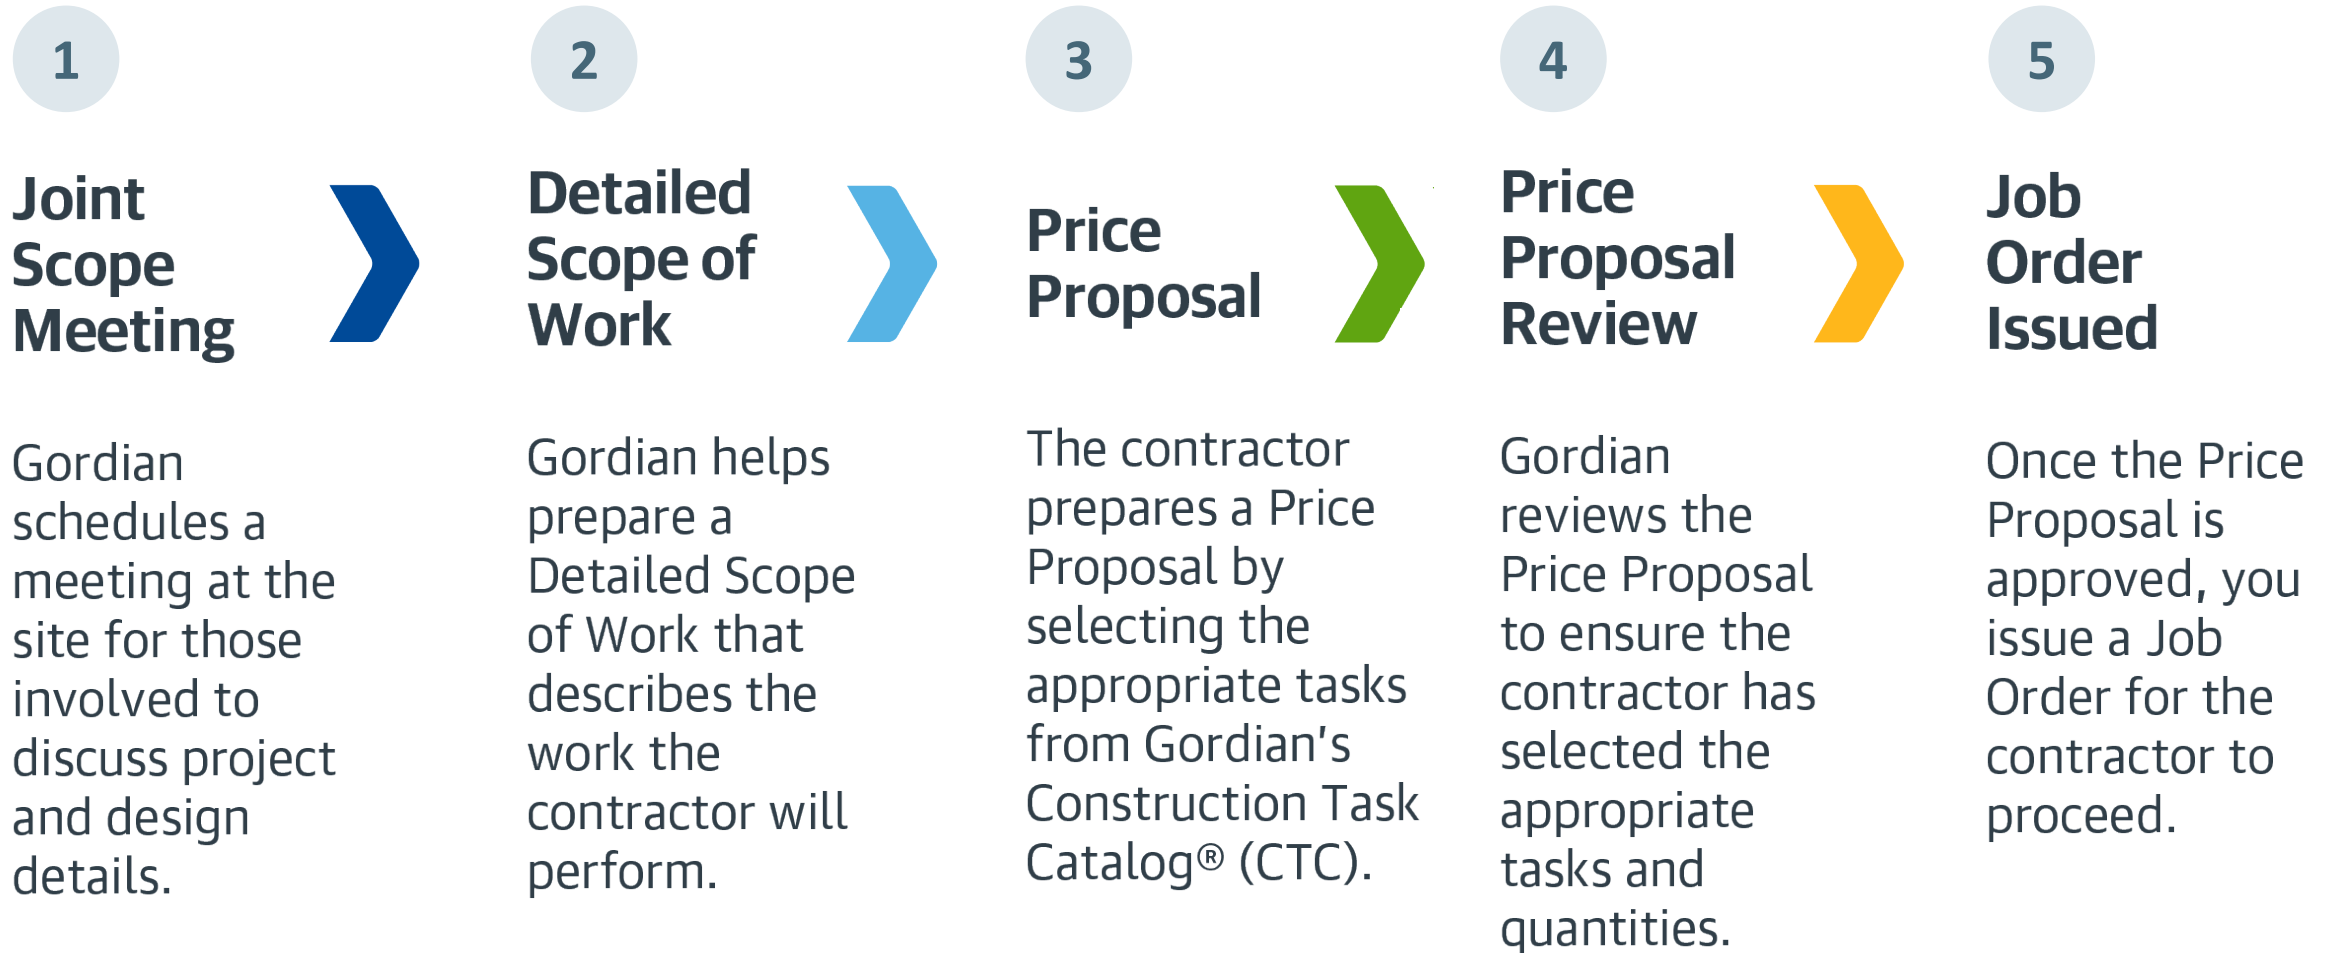 1
Joint
Scope
Meeting
Gordian
schedules a
meeting at the
site for those
involved to
discuss project
and design
details.
2
Detailed
Scope of
Work
Gordian helps
prepare a
Detailed Scope
of Work that
describes the
work the
contractor will
perform.
3
Price
Proposal
The contractor
prepares a Price
Proposal by
selecting the
appropriate tasks
from Gordian's
Construction Task
Catalog® (CTC).
4
Price
Proposal
Review
Gordian
reviews the
Price Proposal
to ensure the
contractor has
selected the
appropriate
tasks and
quantities.
5
Job
Order
Issued
Once the Price
Proposal is
approved, you
issue a Job
Order for the
contractor to
proceed.